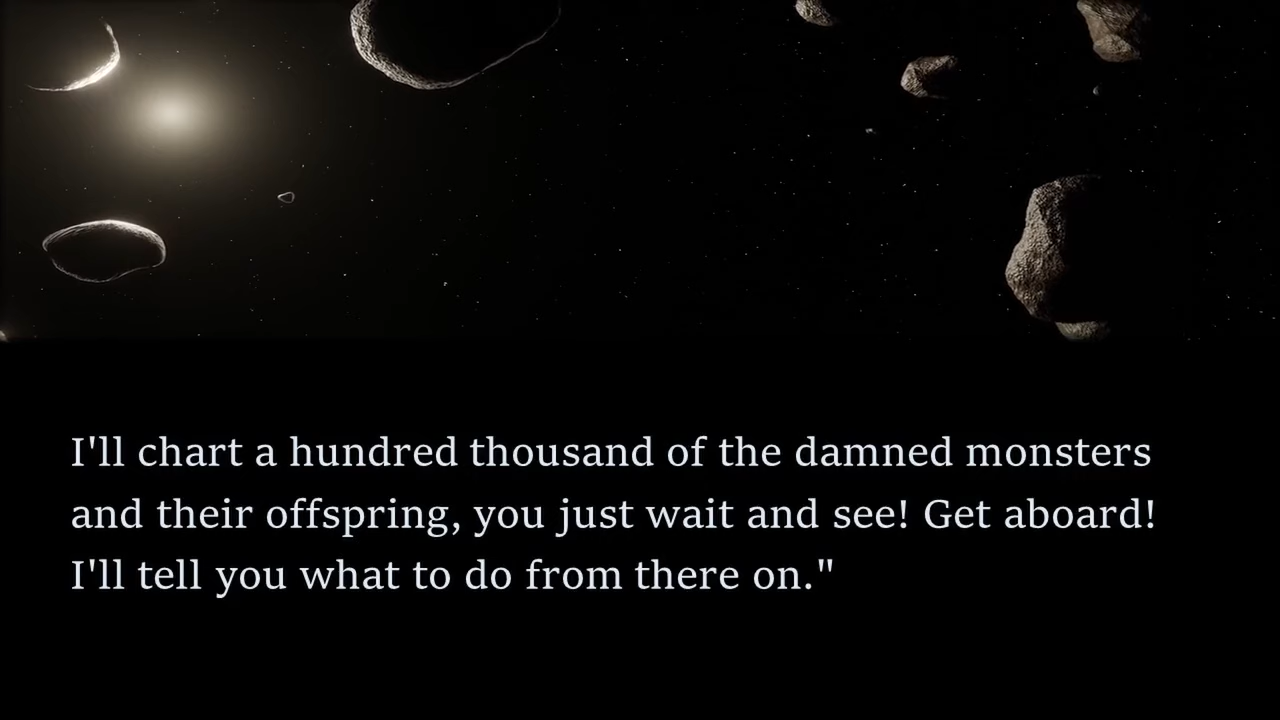 I'll chart a hundred thousand of the damned monsters
and their offspring, you just wait and see! Get aboard!
I'll tell you what to do from there on."